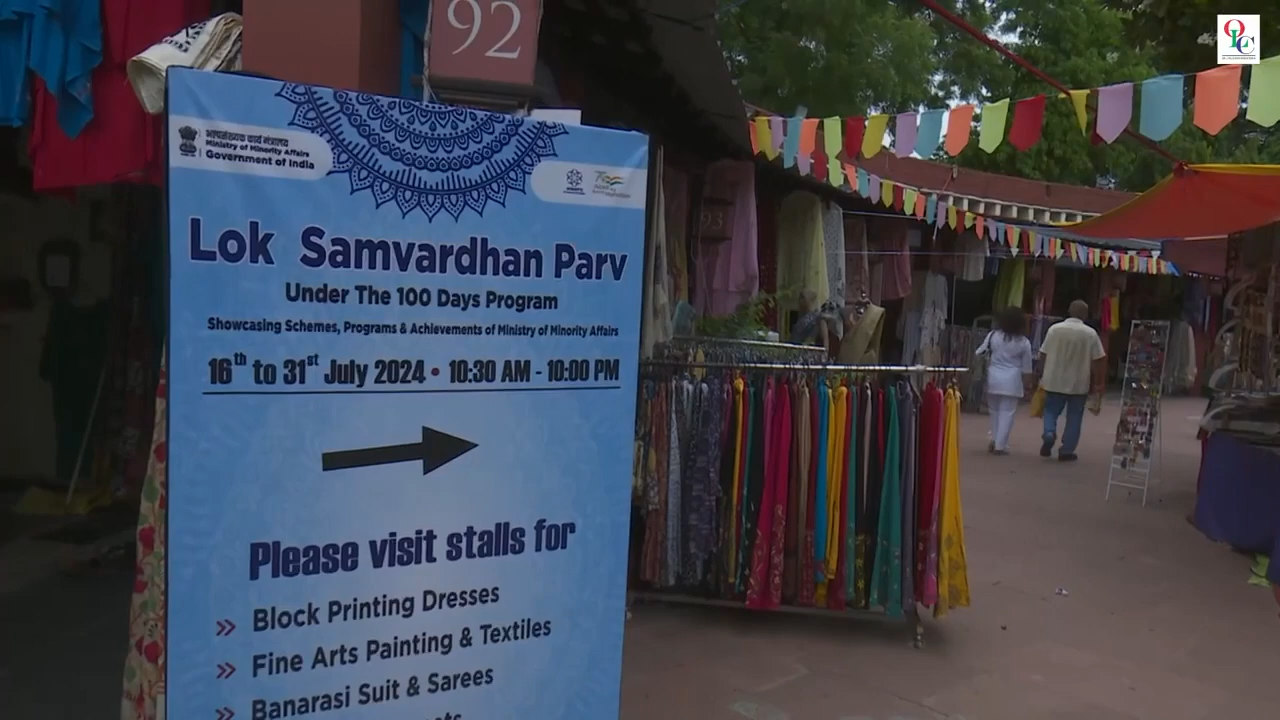 92
अल्पसंख्यक कार्य मंत्रालय
Ministry of Minority Affairs
Government of India
Lok Samvardhan Parv
Under The 100 Days Program
Showcasing Schemes, Programs & Achievements of Ministry of Minority Affairs
16th to 31st July 2024 • 10:30 AM - 10:00 PM
Please visit stalls for
» Block Printing Dresses
» Fine Arts Painting & Textiles
» Banarasi Suit & Sarees
93